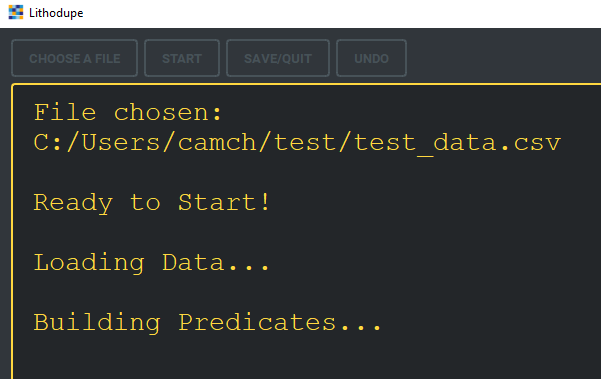 Lithodupe
CHOOSE A FILE START SAVE/QUIT UNDO
File chosen:
C:/Users/camch/test/test_data.csv
Ready to Start!
Loading Data...
Building Predicates...